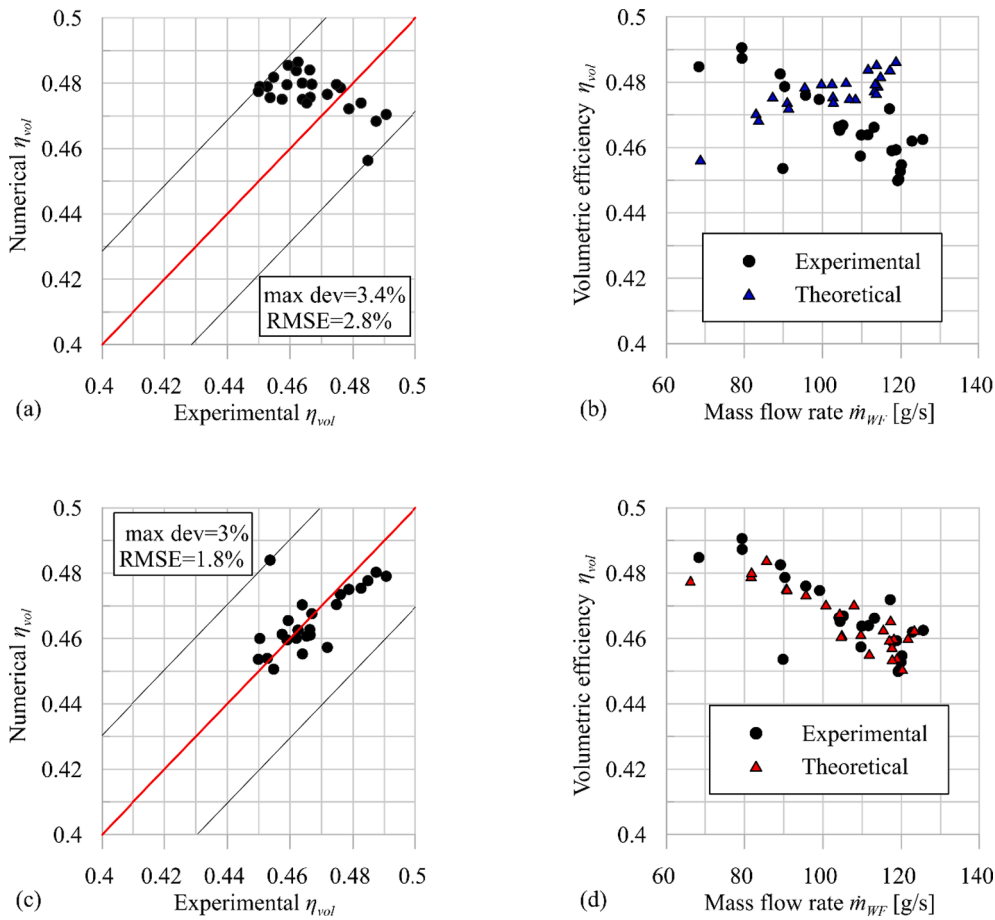 0.5
0.48
0.46
0.44
0.42
0.4
Numerical ηvol
max dev=3.4%
RMSE=2.8%
0.4 0.42 0.44 0.46 0.48 0.5
(a) Experimental ηvol
0.5
0.48
0.46
0.44
0.42
0.4
Volumetric efficiency ηvol
Experimental
Theoretical
60 80 100 120 140
(b) Mass flow rate ṁWF [g/s]
0.5
0.48
0.46
0.44
0.42
0.4
Numerical ηvol
max dev=3%
RMSE=1.8%
0.4 0.42 0.44 0.46 0.48 0.5
(c) Experimental ηvol
0.5
0.48
0.46
0.44
0.42
0.4
Volumetric efficiency ηvol
Experimental
Theoretical
60 80 100 120 140
(d) Mass flow rate ṁWF [g/s]